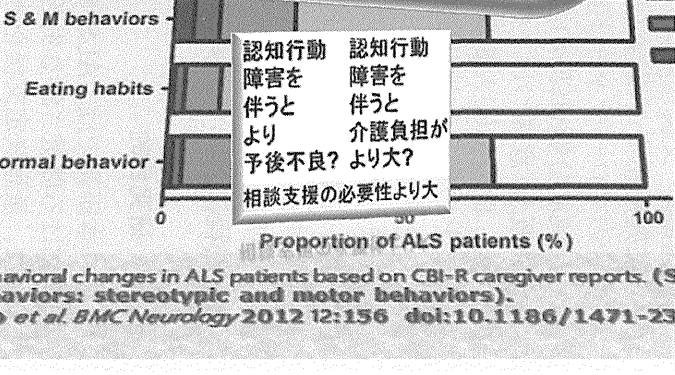 S & M behaviors
Eating habits
ormal behavior
認知行動 認知行動
障害を 障害を
伴うと 伴うと
より 介護負担が
予後不良? より大?
相談支援の必要性より大
0 50 100
Proportion of ALS patients (%)
navioral changes in ALS patients based on CBI-R caregiver reports. (S
naviors: stereotypic and motor behaviors).
et al. BMC Neurology 2012 12:156 doi:10.1186/1471-23